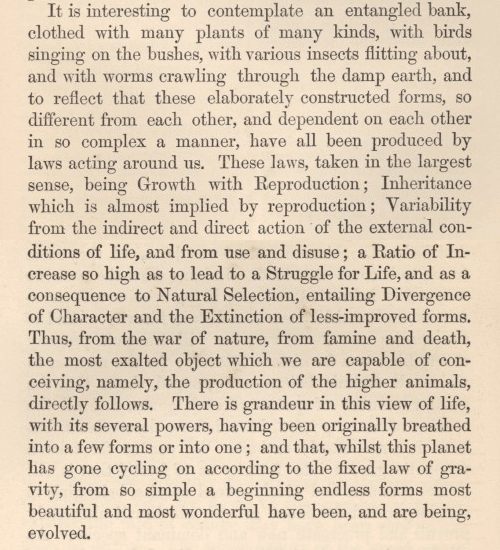 It is interesting to contemplate an entangled bank,
clothed with many plants of many kinds, with birds
singing on the bushes, with various insects flitting about,
and with worms crawling through the damp earth, and
to reflect that these elaborately constructed forms, so
different from each other, and dependent on each other
in so complex a manner, have all been produced by
laws acting around us. These laws, taken in the largest
sense, being Growth with Reproduction; Inheritance
which is almost implied by reproduction; Variability
from the indirect and direct action of the external con-
ditions of life, and from use and disuse; a Ratio of In-
crease so high as to lead to a Struggle for Life, and as a
consequence to Natural Selection, entailing Divergence
of Character and the Extinction of less-improved forms.
Thus, from the war of nature, from famine and death,
the most exalted object which we are capable of con-
ceiving, namely, the production of the higher animals,
directly follows. There is grandeur in this view of life,
with its several powers, having been originally breathed
into a few forms or into one; and that, whilst this planet
has gone cycling on according to the fixed law of gra-
vity, from so simple a beginning endless forms most
beautiful and most wonderful have been, and are being,
evolved.